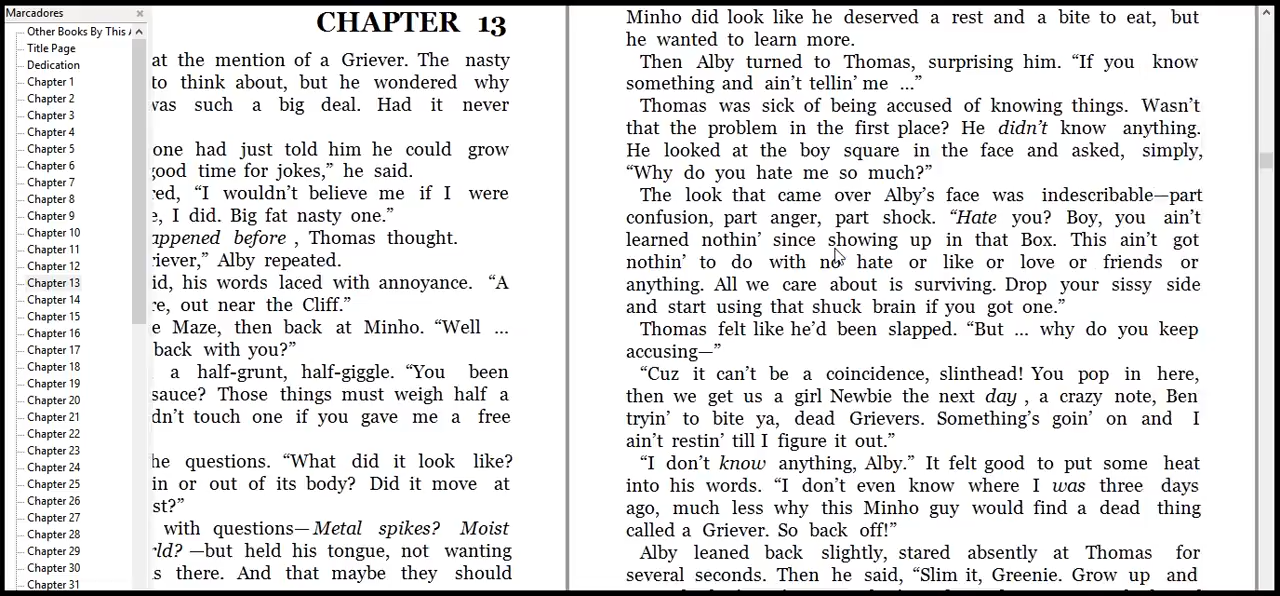 Marcadores
Other Books By This A
Title Page
Dedication
Chapter 1
Chapter 2
Chapter 3
Chapter 4
Chapter 5
Chapter 6
Chapter 7
Chapter 8
Chapter 9
Chapter 10
Chapter 11
Chapter 12
Chapter 13
Chapter 14
Chapter 15
Chapter 16
Chapter 17
Chapter 18
Chapter 19
Chapter 20
Chapter 21
Chapter 22
Chapter 23
Chapter 24
Chapter 25
Chapter 26
Chapter 27
Chapter 28
Chapter 29
Chapter 30
Chapter 31
CHAPTER 13
at the mention of a Griever. The nasty
to think about, but he wondered why
was such a big deal. Had it never
one had just told him he could grow
good time for jokes,” he said.
red, “I wouldn’t believe me if I were
e, I did. Big fat nasty one.”
appened before , Thomas thought.
riever,” Alby repeated.
id, his words laced with annoyance. “A
re, out near the Cliff.”
e Maze, then back at Minho. “Well ...
back with you?”
a half-grunt, half-giggle. “You been
sauce? Those things must weigh half a
dn’t touch one if you gave me a free
he questions. “What did it look like?
in or out of its body? Did it move at
st?”
with questions—Metal spikes? Moist
rld? —but held his tongue, not wanting
s there. And that maybe they should
Minho did look like he deserved a rest and a bite to eat, but
he wanted to learn more.
Then Alby turned to Thomas, surprising him. “If you know
something and ain’t tellin’ me ...”
Thomas was sick of being accused of knowing things. Wasn’t
that the problem in the first place? He didn’t know anything.
He looked at the boy square in the face and asked, simply,
“Why do you hate me so much?”
The look that came over Alby’s face was indescribable—part
confusion, part anger, part shock. “Hate you? Boy, you ain’t
learned nothin’ since showing up in that Box. This ain’t got
nothin’ to do with no hate or like or love or friends or
anything. All we care about is surviving. Drop your sissy side
and start using that shuck brain if you got one.”
Thomas felt like he’d been slapped. “But ... why do you keep
accusing—”
“Cuz it can’t be a coincidence, slinthead! You pop in here,
then we get us a girl Newbie the next day , a crazy note, Ben
tryin’ to bite ya, dead Grievers. Something’s goin’ on and I
ain’t restin’ till I figure it out.”
“I don’t know anything, Alby.” It felt good to put some heat
into his words. “I don’t even know where I was three days
ago, much less why this Minho guy would find a dead thing
called a Griever. So back off!”
Alby leaned back slightly, stared absently at Thomas for
several seconds. Then he said, “Slim it, Greenie. Grow up and